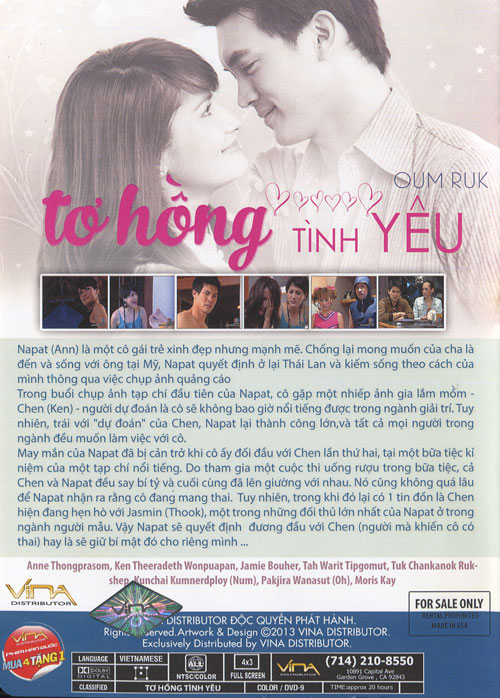 OUM RUK
tơ hồng TÌNH YÊU
Napat (Ann) là một cô gái trẻ xinh đẹp nhưng mạnh mẽ. Chống lại mong muốn của cha là
đến và sống với ông tại Mỹ, Napat quyết định ở lại Thái Lan và kiếm sống theo cách của
mình thông qua việc chụp ảnh quảng cáo
Trong buổi chụp ảnh tạp chí đầu tiên của Napat, cô gặp một nhiếp ảnh gia lắm mồm -
Chen (Ken) - người dự đoán là cô sẽ không bao giờ nổi tiếng được trong ngành giải trí. Tuy
nhiên, trái với "dự đoán" của Chen, Napat lại thành công lớn,và tất cả mọi người trong
ngành đều muốn làm việc với cô.
May mắn của Napat đã bị cản trở khi cô ấy đối đầu với Chen lần thứ hai, tại một bữa tiệc kỉ
niệm của một tạp chí nổi tiếng. Do tham gia một cuộc thi uống rượu trong bữa tiệc, cả
Chen và Napat đều say bí tỷ và cuối cùng đã lên giường với nhau. Nó cũng không quá lâu
để Napat nhận ra rằng cô đang mang thai. Tuy nhiên, trong khi đó lại có 1 tin đồn là Chen
hiện đang hẹn hò với Jasmin (Thook), một trong những đối thủ lớn nhất của Napat ở trong
ngành người mẫu. Vậy Napat sẽ quyết định đương đầu với Chen (người mà khiến cô có
thai) hay là sẽ giữ bí mật đó cho riêng mình ...
Anne Thongprasom, Ken Theeradeth Wonpuapan, Jamie Bouher, Tah Warit Tipgomut, Tuk Chankanok Ruk-
shen, Kunchai Kumnerdploy (Num), Pakjira Wanasut (Oh), Moris Kay
VINA
DISTRIBUTOR
VINA
DISTRIBUTOR ĐỘC QUYỀN PHÁT HÀNH.
Rights Reserved.Artwork & Design ©2013 VINA DISTRIBUTOR.
Exclusively Distributed by VINA DISTRIBUTOR.
FOR SALE ONLY
RENTAL PROHIBITED
MADE IN USA
VINA
PHIM HÀN QUỐC
MUA 4 TẶNG 1
LANGUAGE VIETNAMESE ALL 4x3 VINA (714) 210-8550
DOLBY DIGITAL NTSC/COLOR FULL SCREEN DISTRIBUTOR 10891 Capital Ave
Garden Grove , CA 92843
CLASSIFIED TƠ HỒNG TÌNH YÊU COLOR / DVD-9 TIME:approx 20 hours